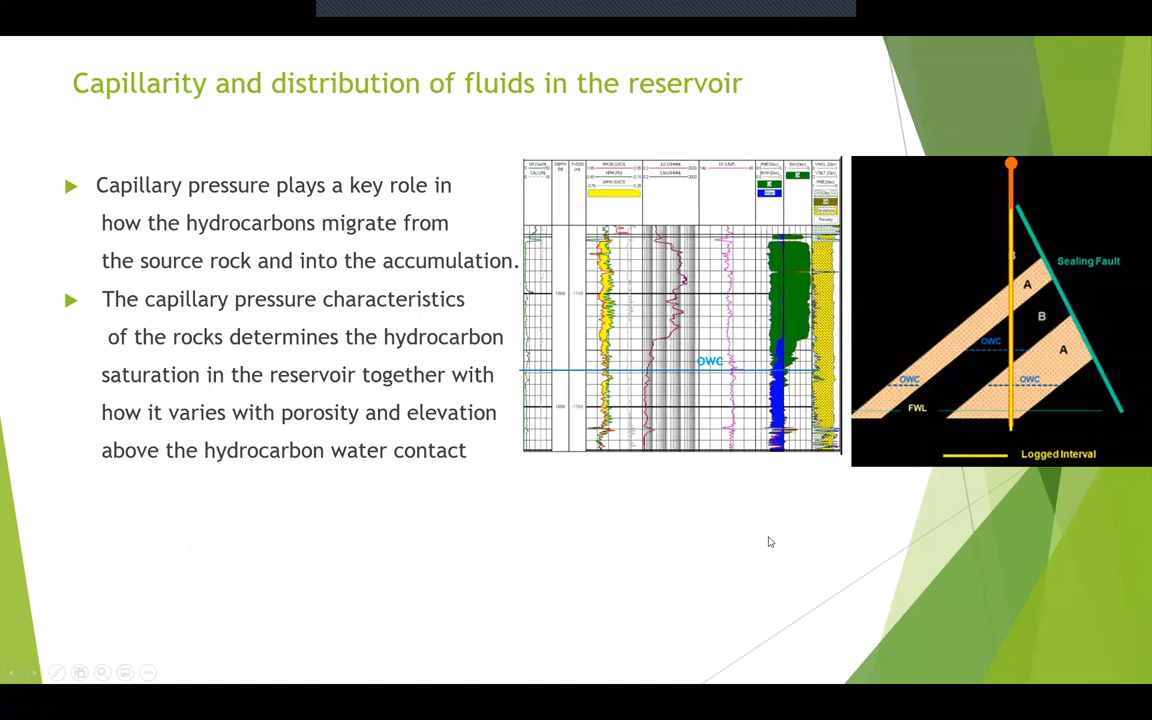 Capillarity and distribution of fluids in the reservoir
Capillary pressure plays a key role in
how the hydrocarbons migrate from
the source rock and into the accumulation.
The capillary pressure characteristics
of the rocks determines the hydrocarbon
saturation in the reservoir together with
how it varies with porosity and elevation
above the hydrocarbon water contact
OWC
B
A
B
A
Sealing Fault
OWC
OWC
OWC
FWL
Logged Interval